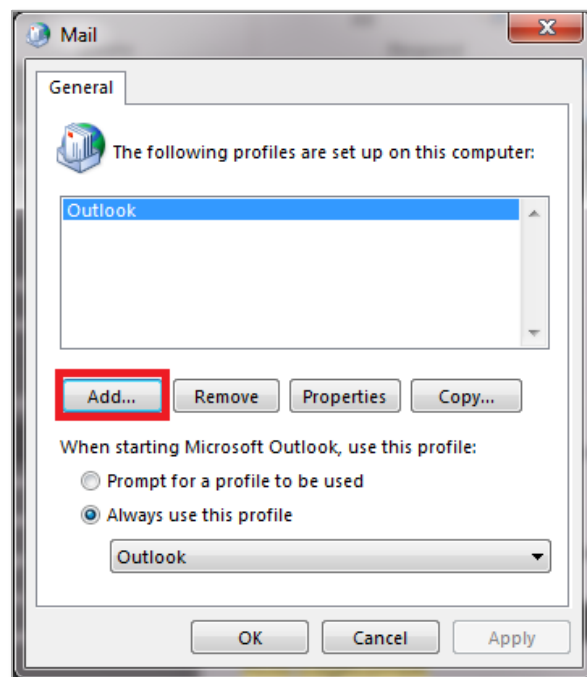 Mail
General
The following profiles are set up on this computer:
Outlook
Add... Remove Properties Copy...
When starting Microsoft Outlook, use this profile:
Prompt for a profile to be used
Always use this profile
Outlook
OK Cancel Apply